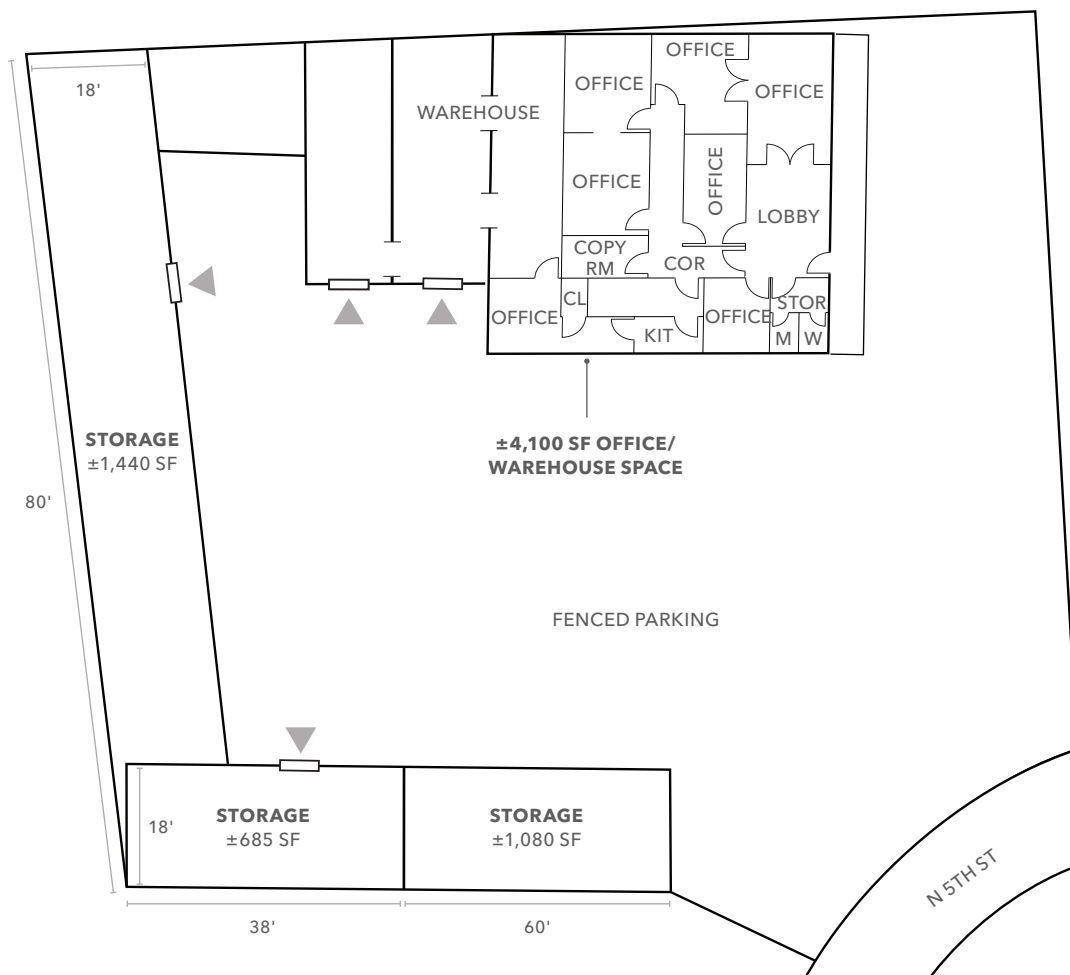 18'
OFFICE
OFFICE
OFFICE
WAREHOUSE
OFFICE
OFFICE
LOBBY
COPY
RM
COR
CL
STOR
OFFICE
OFFICE
KIT
M
W
±4,100 SF OFFICE/
WAREHOUSE SPACE
STORAGE
±1,440 SF
80'
FENCED PARKING
STORAGE
±685 SF
STORAGE
±1,080 SF
18'
38'
60'
N 5TH ST